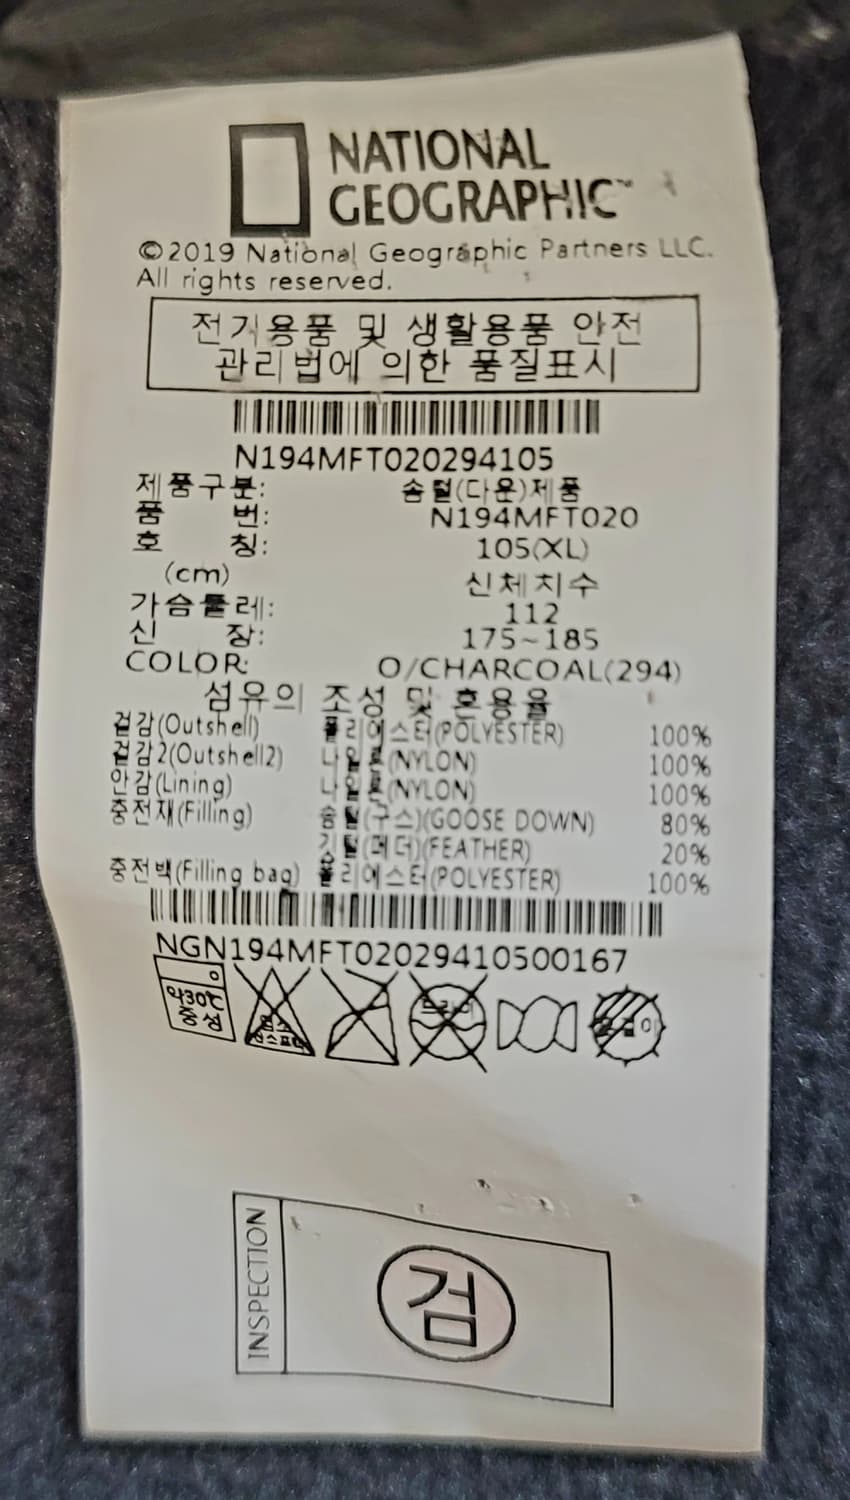 NATIONAL
GEOGRAPHIC™
©2019 National Geographic Partners LLC.
All rights reserved.
전기용품 및 생활용품 안전
관리법에 의한 품질표시
N194MFT020294105
제품구분: 솜털(다운)제품
품 번: N194MFT020
호 칭: 105(XL)
(cm) 신체치수
가슴둘레: 112
신 장: 175~185
COLOR: O/CHARCOAL(294)
섬유의 조성 및 혼용율
겉감(Outshell) 폴리에스터(POLYESTER) 100%
겉감2(Outshell2) 나일론(NYLON) 100%
안감(Lining) 나일론(NYLON) 100%
충전재(Filling) 솜털(구스)(GOOSE DOWN) 80%
깃털(페더)(FEATHER) 20%
충전백(Filling bag) 폴리에스터(POLYESTER) 100%
NGN194MFT02029410500167
약30℃
중성
드라이
INSPECTION
검